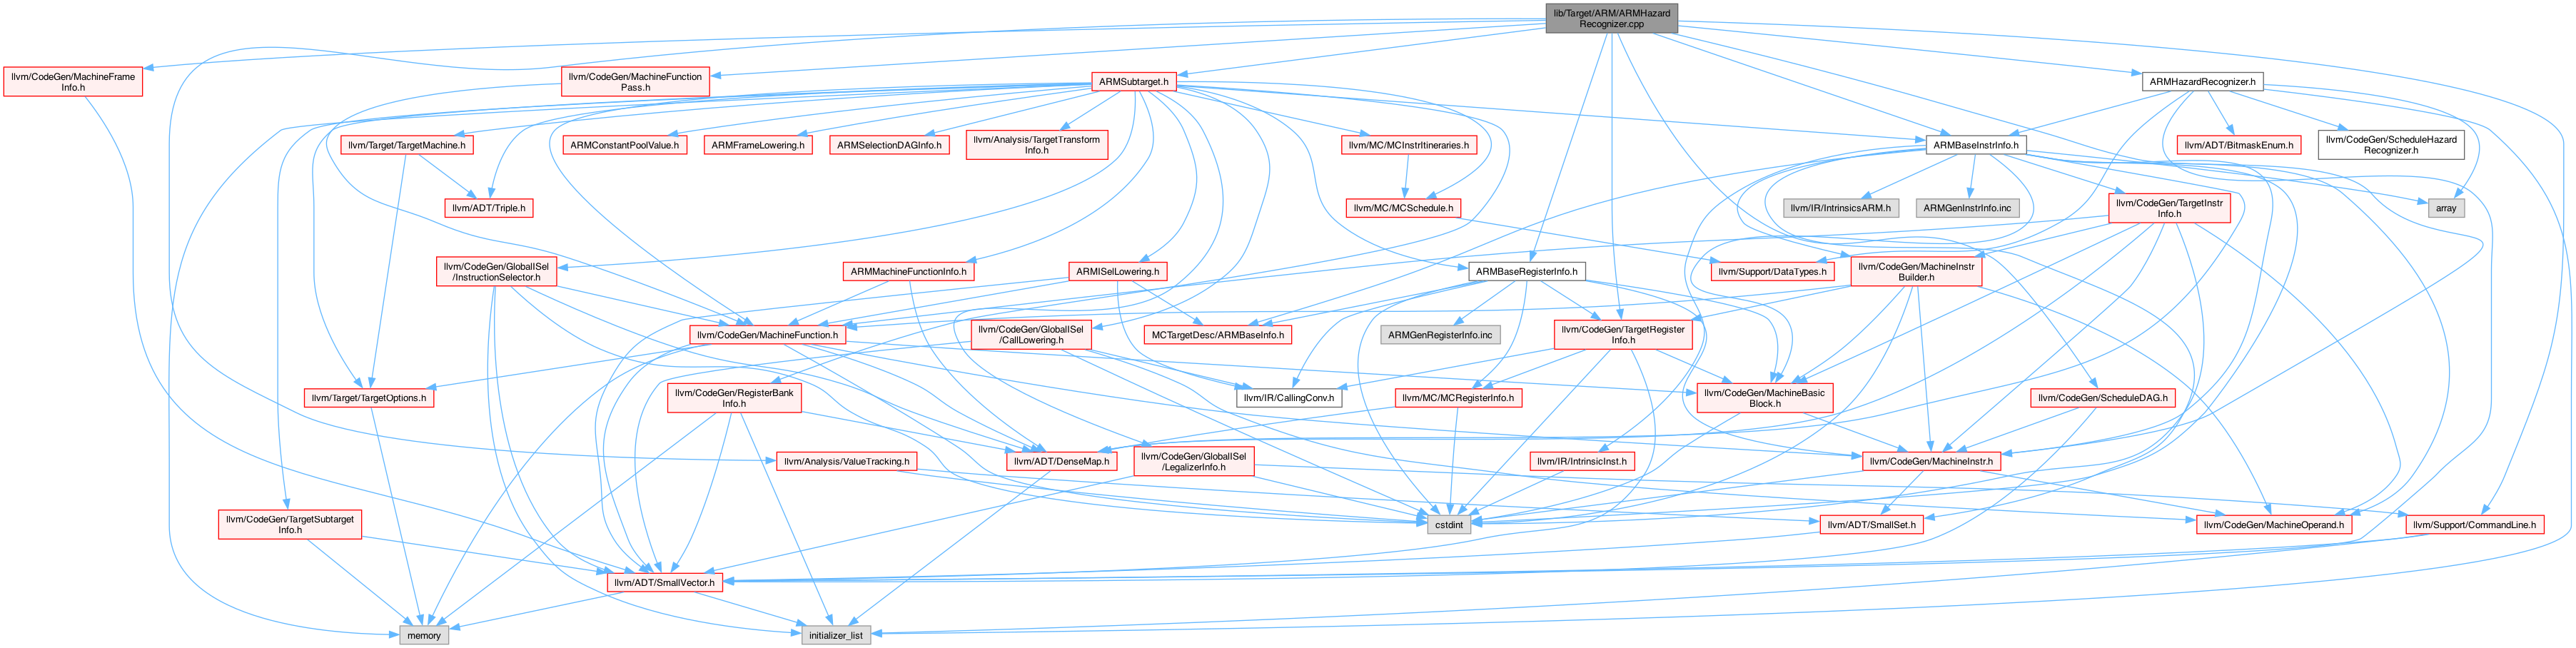 lib/Target/ARM/ARMHazard
Recognizer.cpp
llvm/CodeGen/MachineFrame
Info.h
llvm/CodeGen/MachineFunction
Pass.h
ARMSubtarget.h
ARMHazardRecognizer.h
llvm/Target/TargetMachine.h
ARMConstantPoolValue.h
ARMFrameLowering.h
ARMSelectionDAGInfo.h
llvm/Analysis/TargetTransform
Info.h
llvm/MC/MCInstrItineraries.h
ARMBaseInstrInfo.h
llvm/ADT/BitmaskEnum.h
llvm/CodeGen/ScheduleHazard
Recognizer.h
llvm/ADT/Triple.h
llvm/MC/MCSchedule.h
llvm/IR/IntrinsicsARM.h
ARMGenInstrInfo.inc
llvm/CodeGen/TargetInstr
Info.h
array
llvm/CodeGen/GlobalISel
/InstructionSelector.h
ARMMachineFunctionInfo.h
ARMISelLowering.h
ARMBaseRegisterInfo.h
llvm/Support/DataTypes.h
llvm/CodeGen/MachineInstr
Builder.h
llvm/CodeGen/MachineFunction.h
llvm/CodeGen/GlobalISel
/CallLowering.h
MCTargetDesc/ARMBaseInfo.h
ARMGenRegisterInfo.inc
llvm/CodeGen/TargetRegister
Info.h
llvm/Target/TargetOptions.h
llvm/CodeGen/RegisterBank
Info.h
llvm/IR/CallingConv.h
llvm/MC/MCRegisterInfo.h
llvm/CodeGen/MachineBasic
Block.h
llvm/CodeGen/ScheduleDAG.h
llvm/Analysis/ValueTracking.h
llvm/ADT/DenseMap.h
llvm/CodeGen/GlobalISel
/LegalizerInfo.h
llvm/IR/IntrinsicInst.h
llvm/CodeGen/MachineInstr.h
llvm/CodeGen/TargetSubtarget
Info.h
cstdint
llvm/ADT/SmallSet.h
llvm/CodeGen/MachineOperand.h
llvm/Support/CommandLine.h
llvm/ADT/SmallVector.h
memory
initializer_list